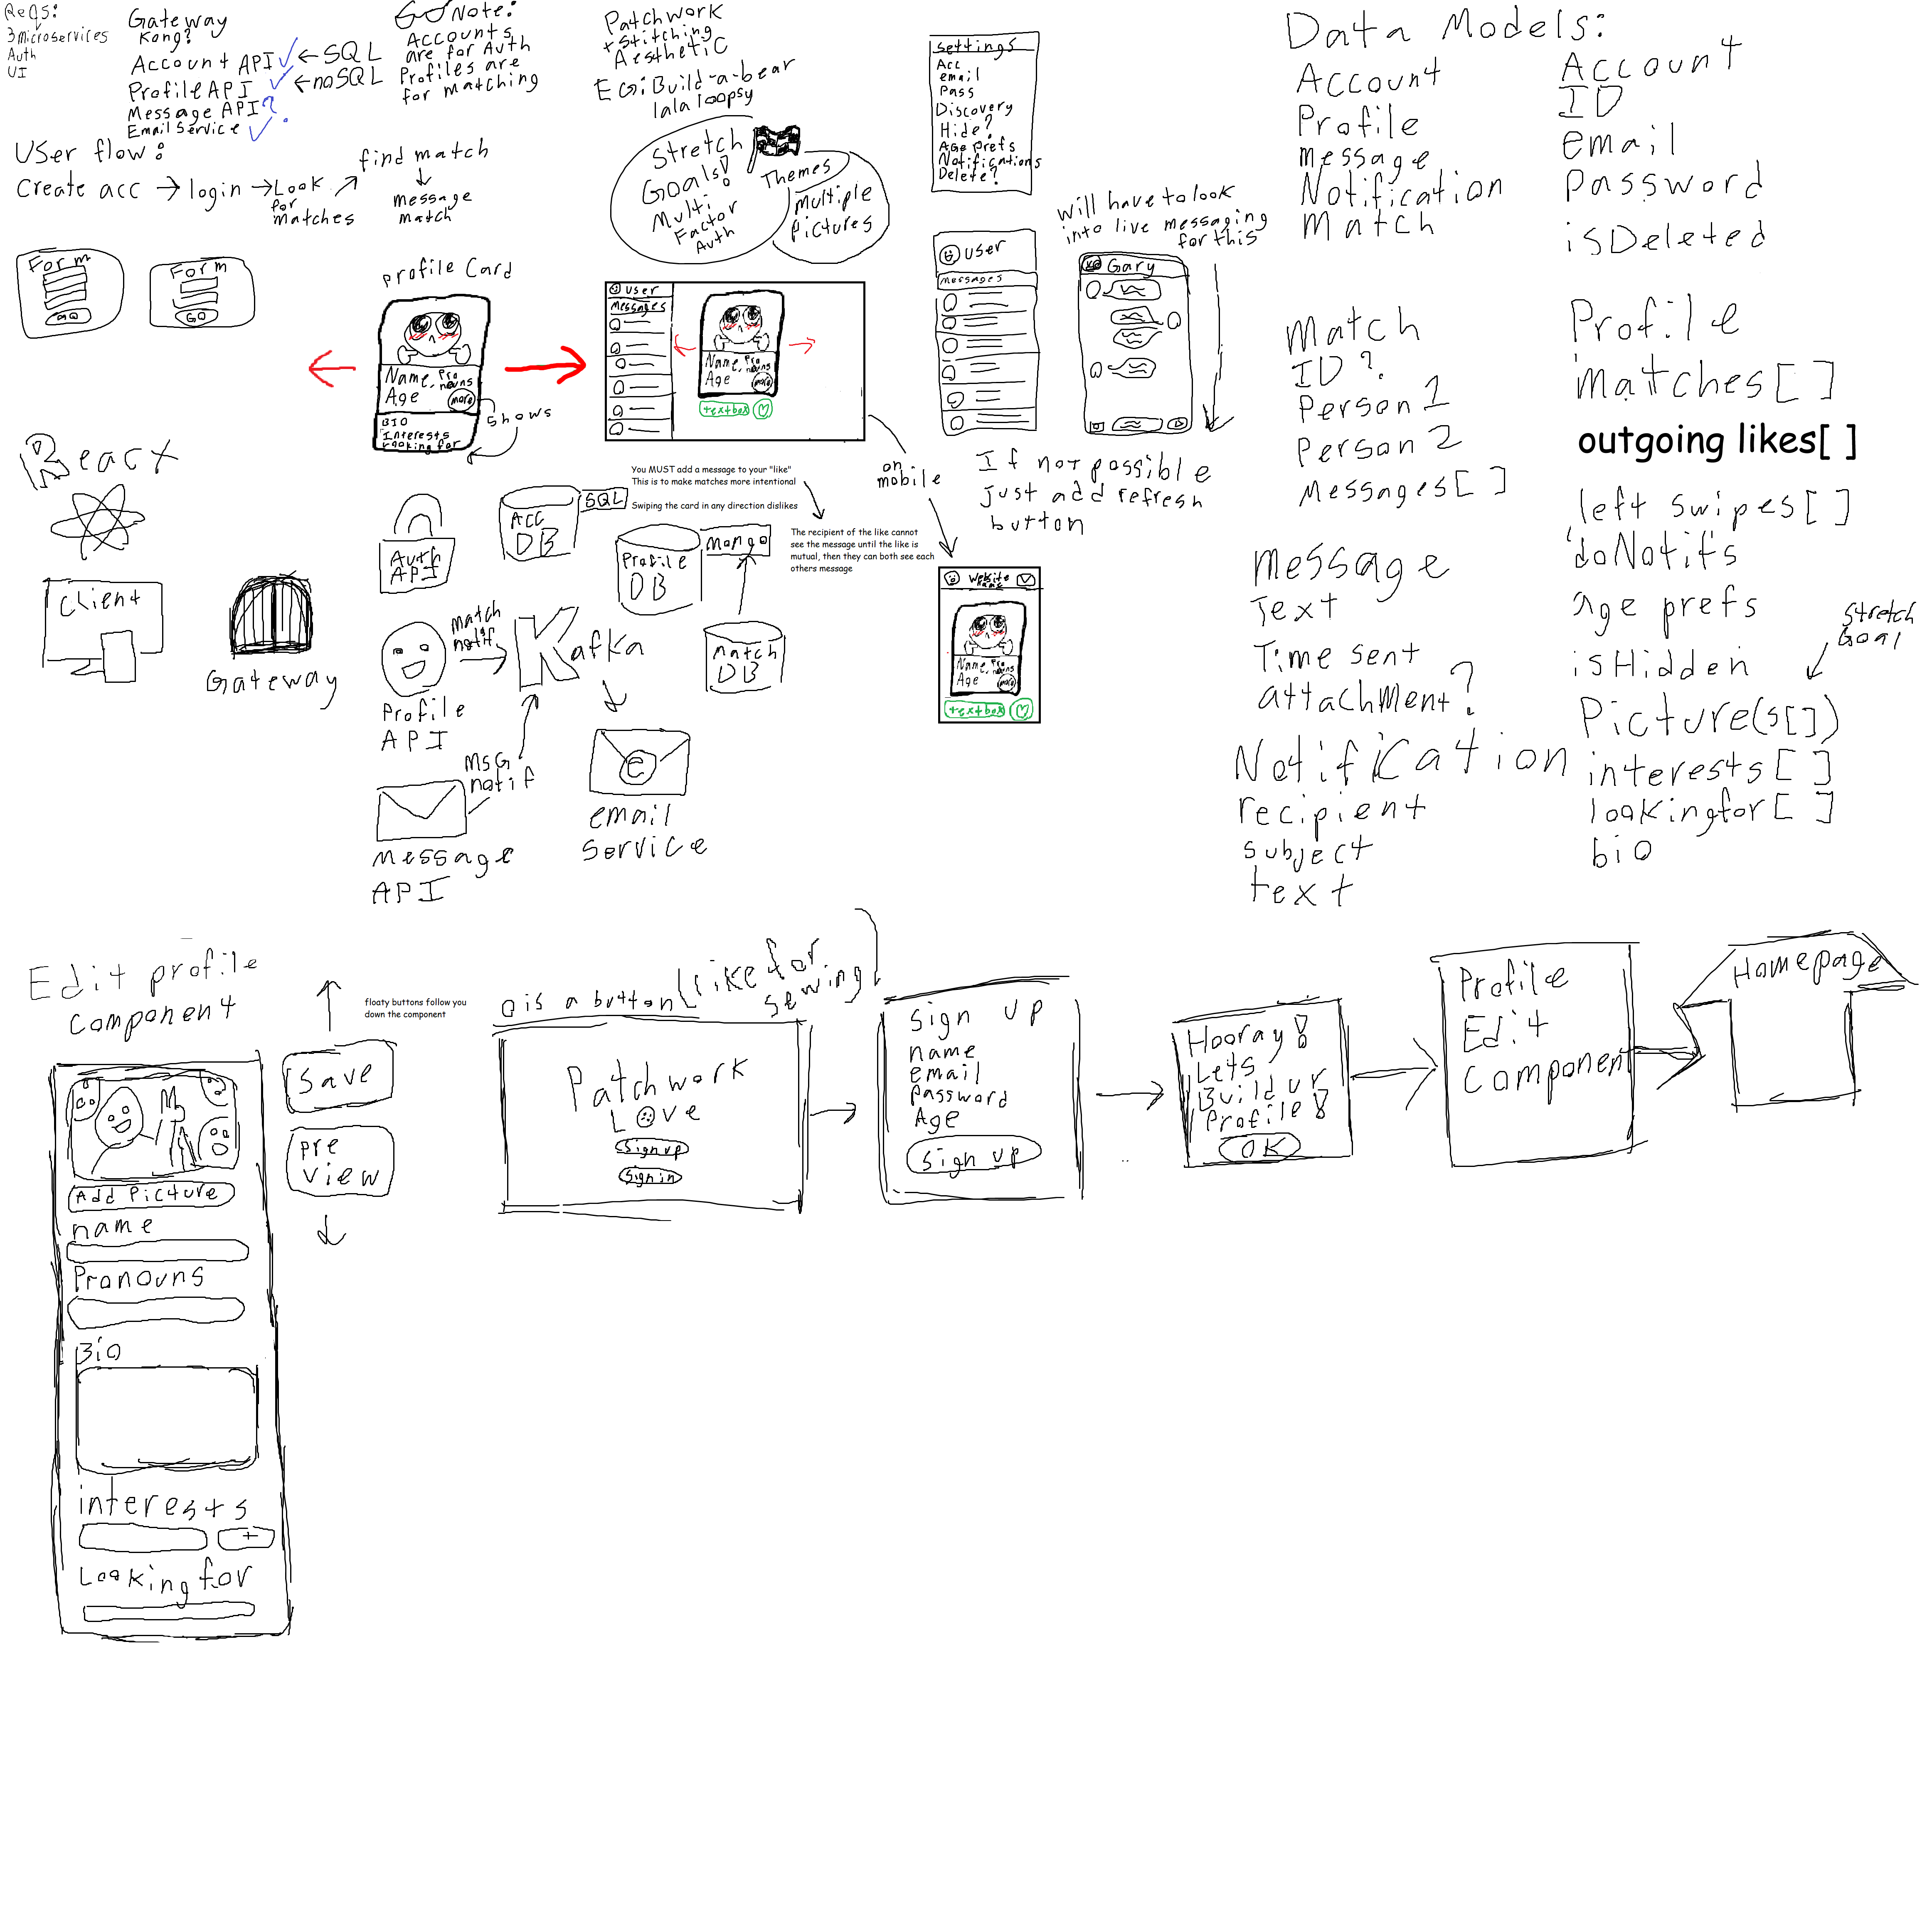 Reqs:
3 microservices
Auth
UI
Gateway
Kong?
Account API ← SQL
Profile API ← noSQL
Message API?
Email Service
Note:
Accounts
are for Auth
Profiles are
for matching
Patchwork
+ stitching
Aesthetic
EG: Build-a-bear
lala loopsy
Stretch
Goals!
Multi
Factor
Auth
Themes
Multiple
Pictures
User flow:
Create acc → login → Look
for
matches
find match
message
match
Form
GO
Form
GO
profile Card
Name, Pro
nouns
Age
more
BIO
Interests
Looking for
shows
User
Messages
Name, Pro
nouns
Age
more
textbox
settings
Acc
email
Pass
Discovery
Hide?
Age prefs
Notifications
Delete?
User
messages
will have to look
into live messaging
for this
Gary
If not possible
just add refresh
button
on
mobile
You MUST add a message to your "like"
This is to make matches more intentional
Swiping the card in any direction dislikes
The recipient of the like cannot
see the message until the like is
mutual, then they can both see each
others message
Website
name
Name, Pro
nouns
Age
more
textbox
React
Client
Gateway
Auth
API
ACC
DB
SQL
Profile
DB
Mongo
match
DB
match
notif
Kafka
Profile
API
MSG
notif
Message
API
e
email
service
Data Models:
Account
Profile
message
Notification
Match
Account
ID
email
password
isDeleted
Match
ID?
Person 1
Person 2
Messages[ ]
Profile
matches[ ]
outgoing likes[ ]
left swipes[ ]
doNotifs
age prefs
isHidden
Picture(s[])
Stretch
Goal
interests[ ]
lookingfor[ ]
bio
message
Text
Time sent
attachment?
Notification
recipient
subject
text
Edit profile
component
floaty buttons follow you
down the component
Save
pre
view
Add Picture
name
Pronouns
Bio
interests
+
Looking for
O is a button (like for
sewing)
Patchwork
Love
Sign up
Sign in
Sign up
name
email
password
Age
Sign up
Hooray!
Lets
Build ur
Profile!
OK
Profile
Edit
Component
Homepage